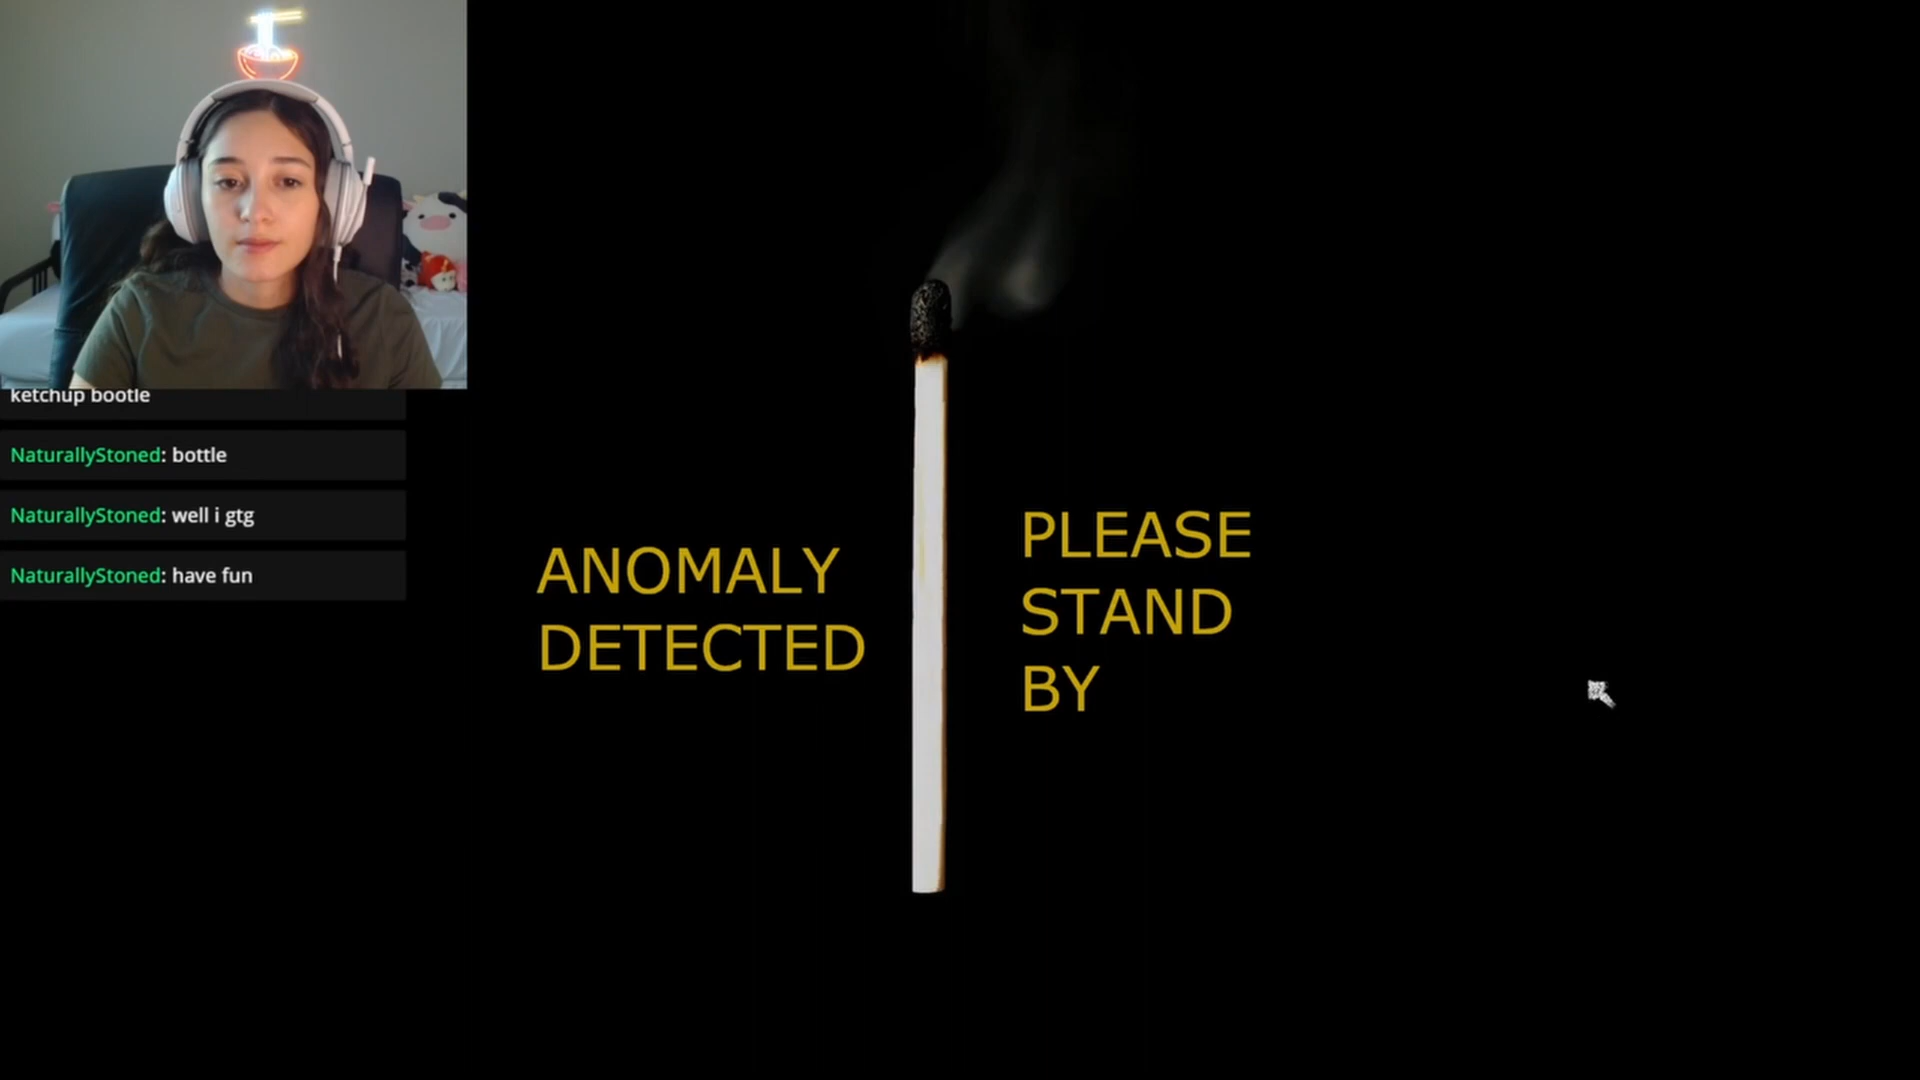 ketchup bootle
NaturallyStoned: bottle
NaturallyStoned: well i gtg
NaturallyStoned: have fun
ANOMALY
DETECTED
PLEASE
STAND
BY